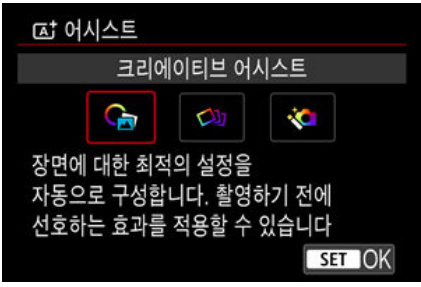 A+ 어시스트
크리에이티브 어시스트
장면에 대한 최적의 설정을
자동으로 구성합니다. 촬영하기 전에
선호하는 효과를 적용할 수 있습니다
SET OK